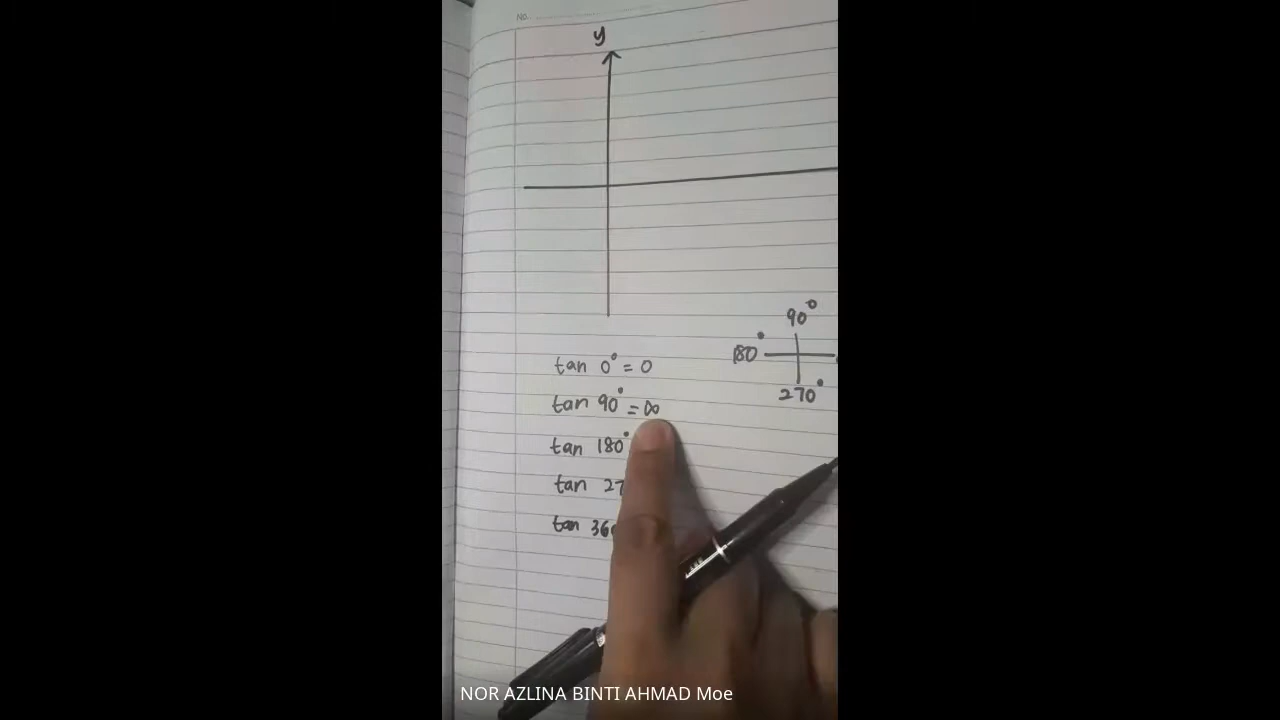 No.
y
90°
180°
270°
tan 0° = 0
tan 90° = ∞
tan 180°
tan 27
tan 360
NOR AZLINA BINTI AHMAD Moe